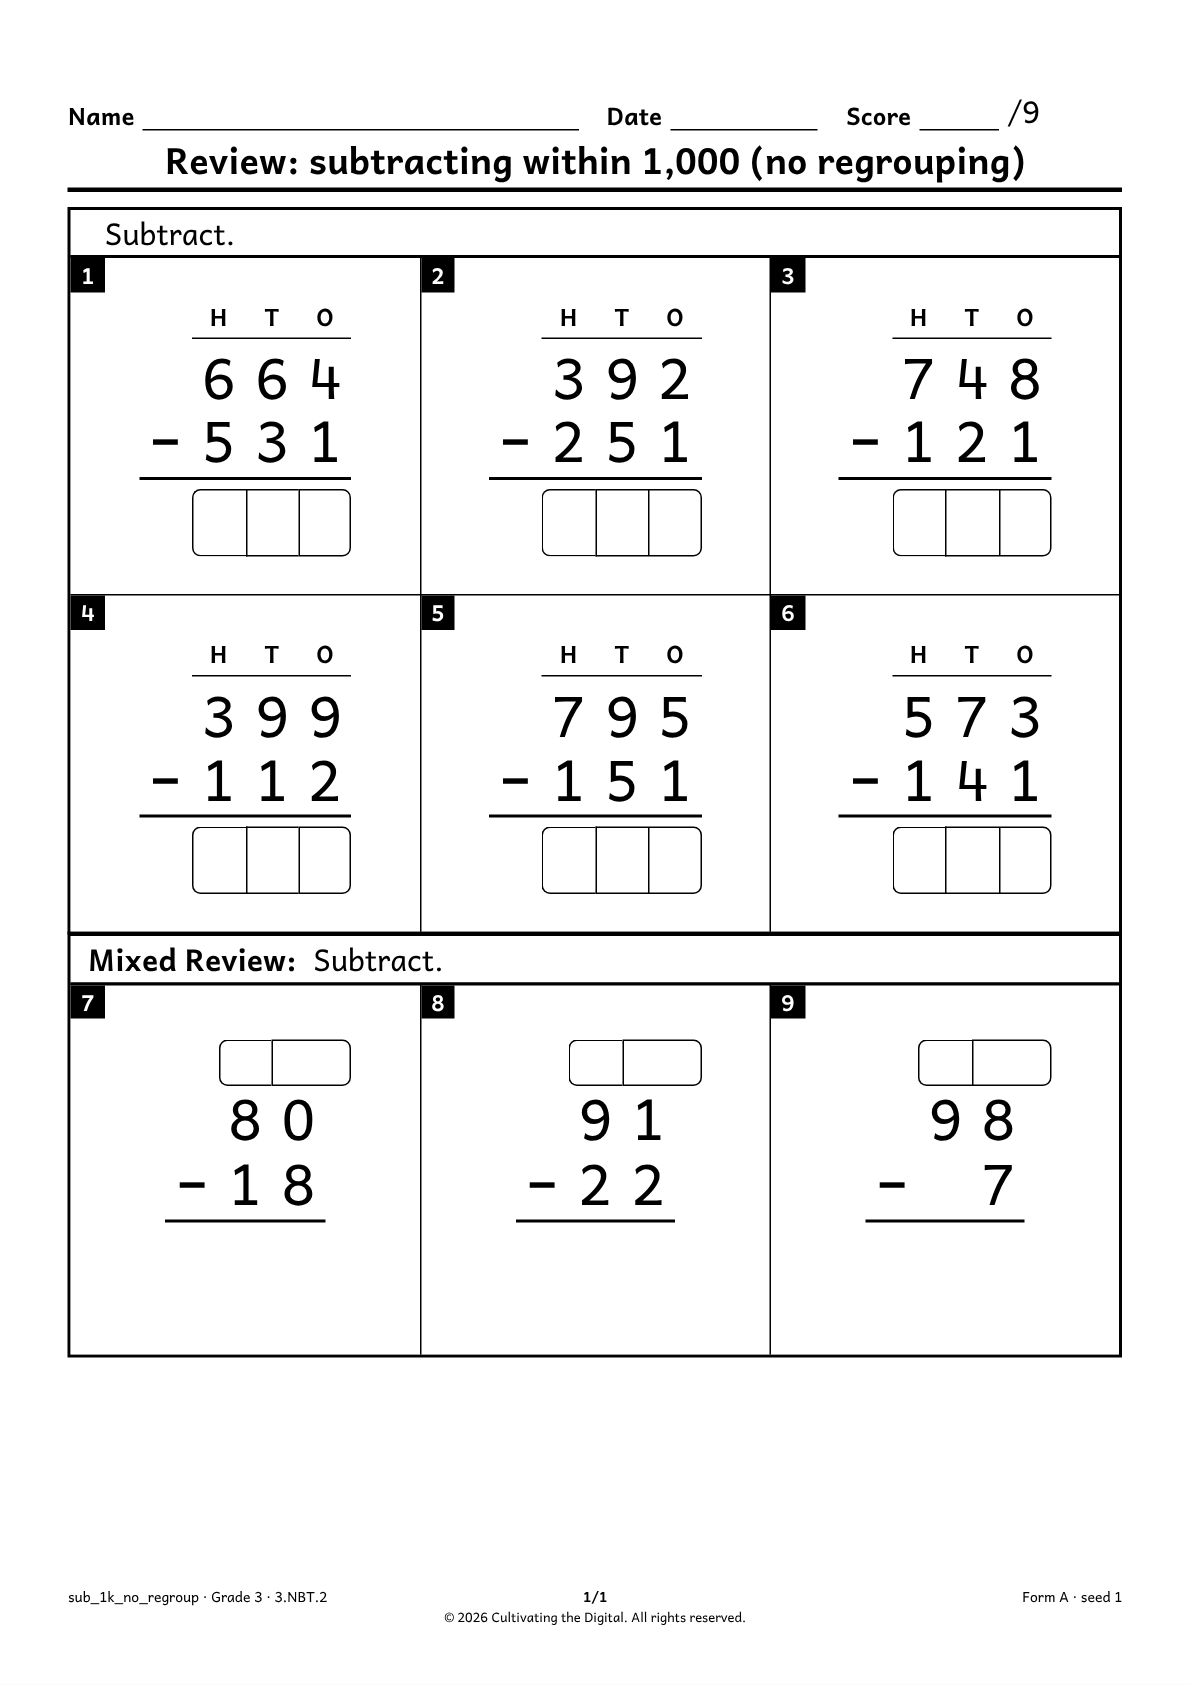 Name Date Score /9
Review: subtracting within 1,000 (no regrouping)
Subtract.
1 2 3
H T O H T O H T O
6 6 4 3 9 2 7 4 8
− 5 3 1 − 2 5 1 − 1 2 1
4 5 6
H T O H T O H T O
3 9 9 7 9 5 5 7 3
− 1 1 2 − 1 5 1 − 1 4 1
Mixed Review: Subtract.
7 8 9
8 0 9 1 9 8
− 1 8 − 2 2 − 7
sub_1k_no_regroup · Grade 3 · 3.NBT.2 1/1 Form A · seed 1
© 2026 Cultivating the Digital. All rights reserved.